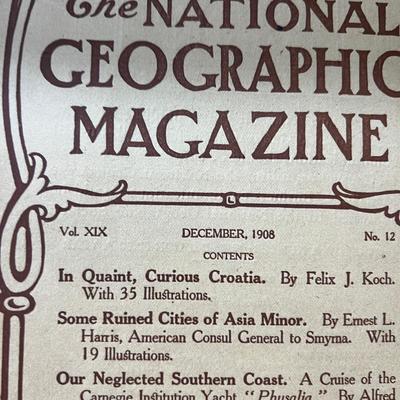 The NATIONAL
GEOGRAPHIC
MAGAZINE
L
Vol. XIX DECEMBER, 1908 No. 12
CONTENTS
In Quaint, Curious Croatia. By Felix J. Koch.
With 35 Illustrations.
Some Ruined Cities of Asia Minor. By Ernest L.
Harris, American Consul General to Smyrna. With
19 Illustrations.
Our Neglected Southern Coast. A Cruise of the
Carnegie Institution Yacht "Physalia." By Alfred